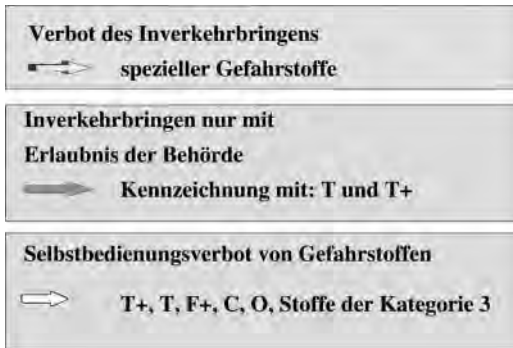 Verbot des Inverkehrbringens
spezieller Gefahrstoffe
Inverkehrbringen nur mit
Erlaubnis der Behörde
Kennzeichnung mit: T und T+
Selbstbedienungsverbot von Gefahrstoffen
T+, T, F+, C, O, Stoffe der Kategorie 3